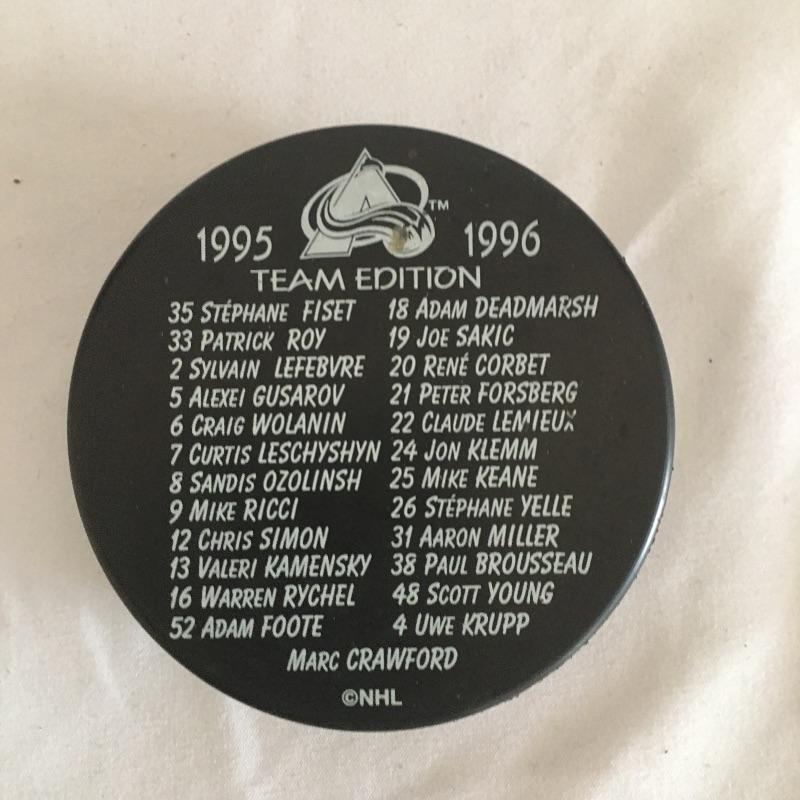 TM
1995 1996
TEAM EDITION
35 STÉPHANE FISET
33 PATRICK ROY
2 SYLVAIN LEFEBVRE
5 ALEXEI GUSAROV
6 CRAIG WOLANIN
7 CURTIS LESCHYSHYN
8 SANDIS OZOLINSH
9 MIKE RICCI
12 CHRIS SIMON
13 VALERI KAMENSKY
16 WARREN RYCHEL
52 ADAM FOOTE
18 ADAM DEADMARSH
19 JOE SAKIC
20 RENÉ CORBET
21 PETER FORSBERG
22 CLAUDE LEMIEUX
24 JON KLEMM
25 MIKE KEANE
26 STÉPHANE YELLE
31 AARON MILLER
38 PAUL BROUSSEAU
48 SCOTT YOUNG
4 UWE KRUPP
MARC CRAWFORD
©NHL